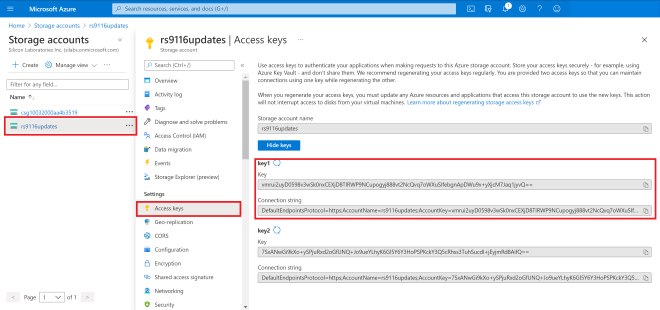 Microsoft Azure
Search resources, services, and docs (G+/)
Home > Storage accounts > rs9116updates
Storage accounts
Silicon Laboratories Inc. (silabs.onmicrosoft.com)
+ Create
Manage view
Filter for any field...
Name ↑↓
csg10032000aa4b3519
rs9116updates
Page 1 of 1
rs9116updates | Access keys
Storage account
Search (Ctrl+/)
Overview
Activity log
Tags
Diagnose and solve problems
Access Control (IAM)
Data migration
Events
Storage Explorer (preview)
Settings
Access keys
Geo-replication
CORS
Configuration
Encryption
Shared access signature
Networking
Security
Use access keys to authenticate your applications when making requests to this Azure storage account. Store your access keys securely - for example, using
Azure Key Vault - and don't share them. We recommend regenerating your access keys regularly. You are provided two access keys so that you can maintain
connections using one key while regenerating the other.
When you regenerate your access keys, you must update any Azure resources and applications that access this storage account to use the new keys. This action
will not interrupt access to disks from your virtual machines. Learn more about regenerating storage access keys
Storage account name
rs9116updates
Hide keys
key1
Key
Connection string
DefaultEndpointsProtocol=https;AccountName=rs9116updates;AccountKey=
key2
Key
Connection string
DefaultEndpointsProtocol=https;AccountName=rs9116updates;AccountKey=